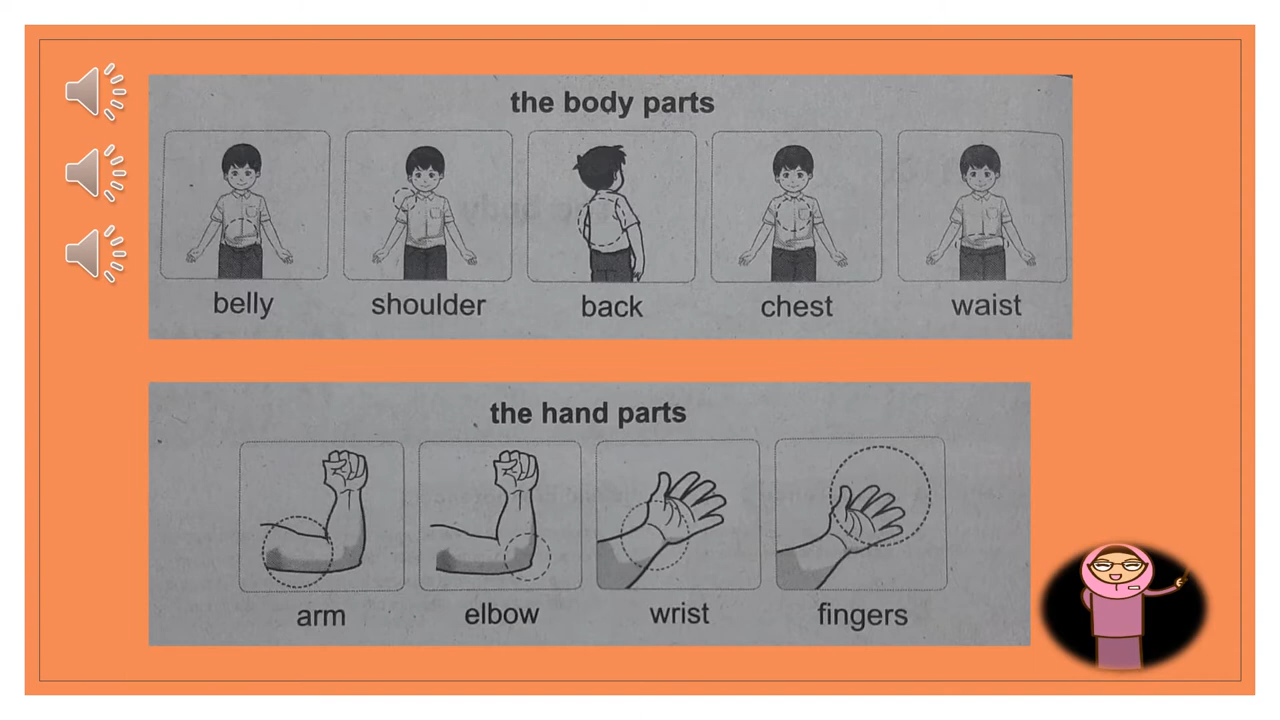 the body parts
belly shoulder back chest waist
the hand parts
arm elbow wrist fingers